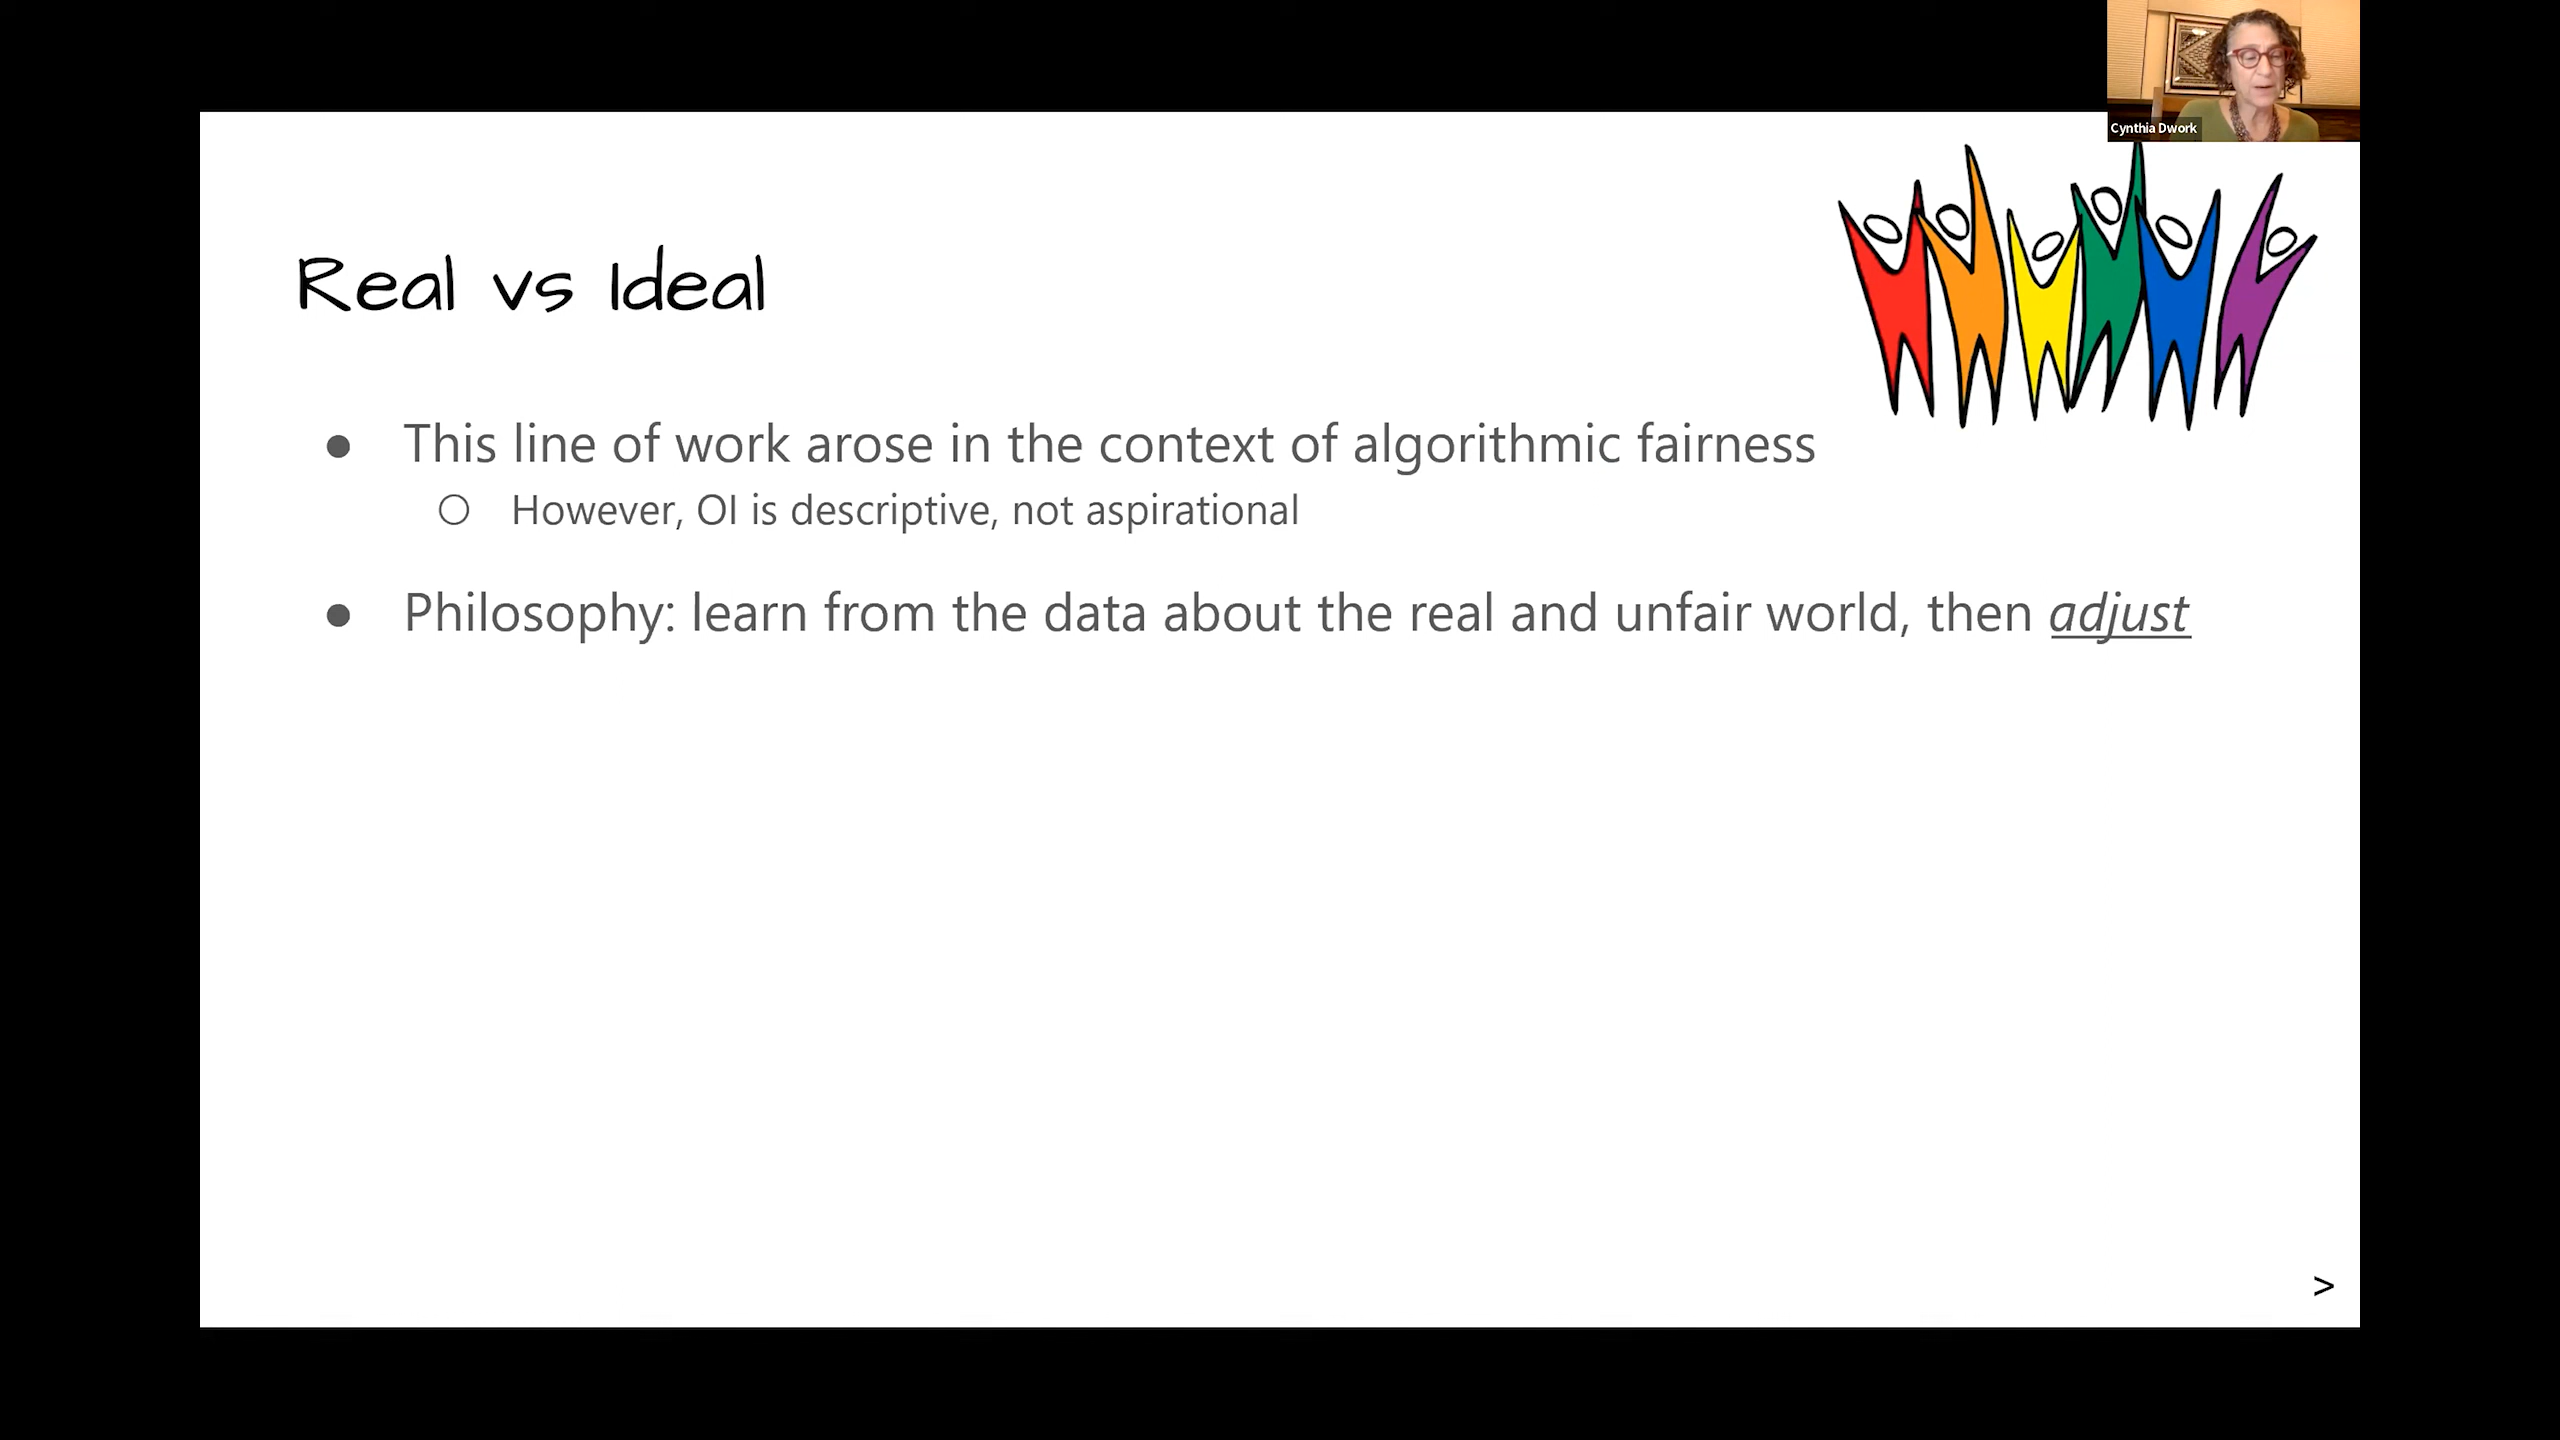 Cynthia Dwork
Real vs Ideal
● This line of work arose in the context of algorithmic fairness
○ However, OI is descriptive, not aspirational
● Philosophy: learn from the data about the real and unfair world, then adjust
>